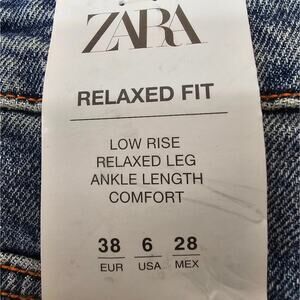 ZARA
RELAXED FIT
LOW RISE
RELAXED LEG
ANKLE LENGTH
COMFORT
38 6 28
EUR USA MEX